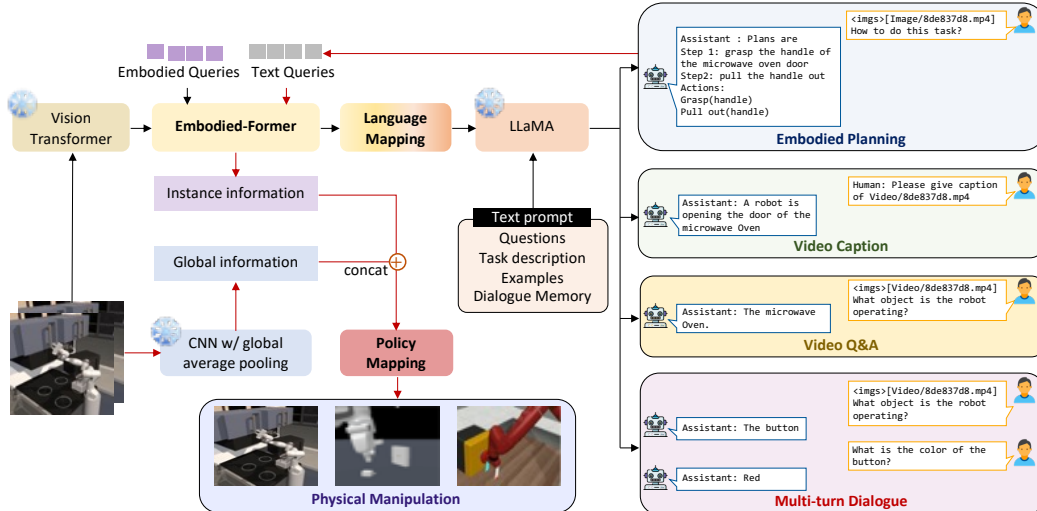 Embodied Queries
Text Queries
Vision
Transformer
Embodied-Former
Language
Mapping
LLaMA
Instance information
Global information
concat
CNN w/ global
average pooling
Policy
Mapping
Text prompt
Questions
Task description
Examples
Dialogue Memory
Physical Manipulation
<imgs>[Image/8de837d8.mp4]
How to do this task?
Assistant : Plans are
Step 1: grasp the handle of
the microwave oven door
Step2: pull the handle out
Actions:
Grasp(handle)
Pull out(handle)
Embodied Planning
Human: Please give caption
of Video/8de837d8.mp4
Assistant: A robot is
opening the door of the
microwave Oven
Video Caption
<imgs>[Video/8de837d8.mp4]
What object is the robot
operating?
Assistant: The microwave
Oven.
Video Q&A
<imgs>[Video/8de837d8.mp4]
What object is the robot
operating?
Assistant: The button
What is the color of the
button?
Assistant: Red
Multi-turn Dialogue